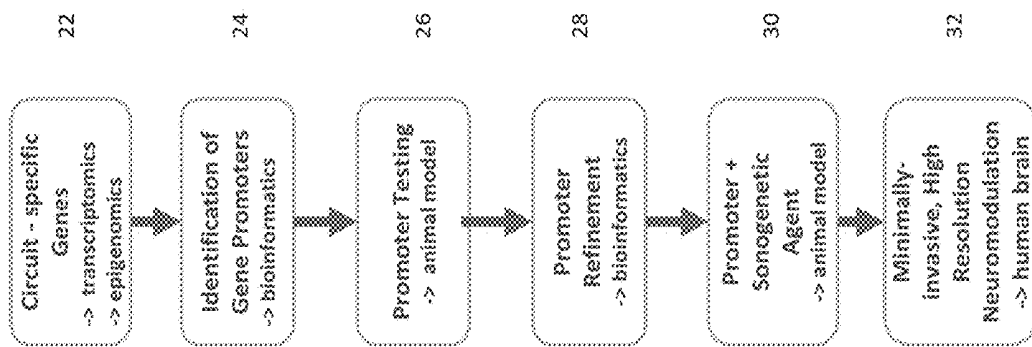 Circuit - specific
Genes
-> transcriptomics
-> epigenomics
22
Identification of
Gene Promoters
-> bioinformatics
24
Promoter Testing
-> animal model
26
Promoter
Refinement
-> bioinformatics
28
Promoter +
Sonogenetic
Agent
-> animal model
30
Minimally-
invasive, High
Resolution
Neuromodulation
-> human brain
32